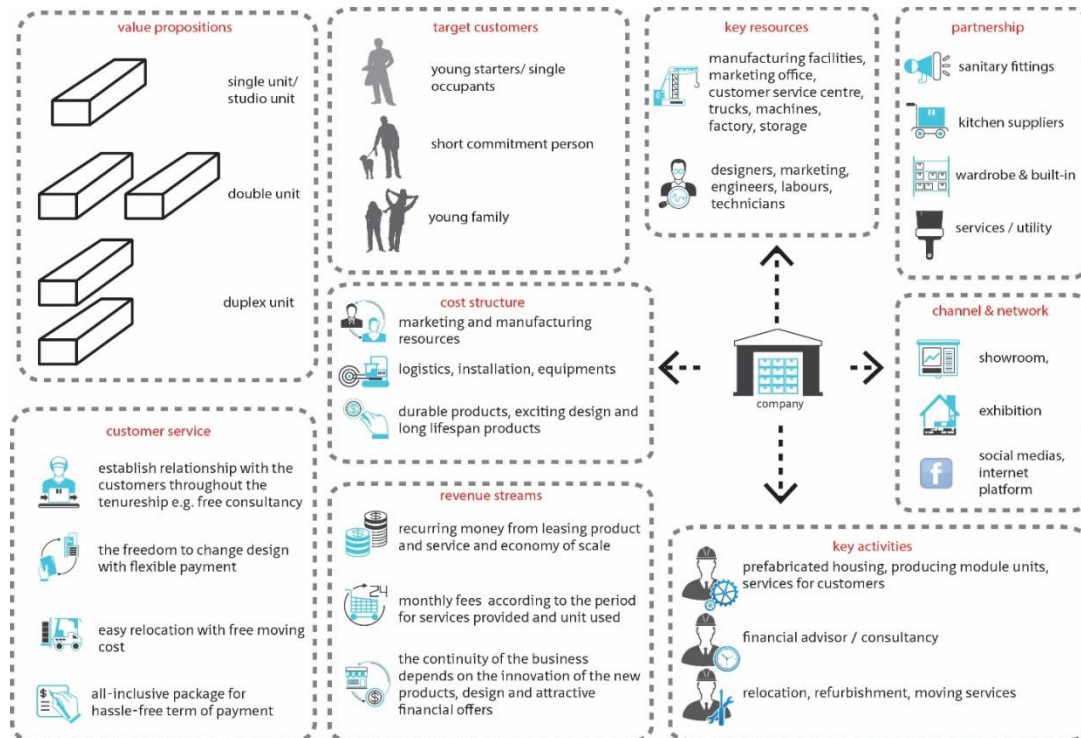 value propositions
single unit/
studio unit
double unit
duplex unit
target customers
young starters/ single
occupants
short commitment person
young family
key resources
manufacturing facilities,
marketing office,
customer service centre,
trucks, machines,
factory, storage
designers, marketing,
engineers, labours,
technicians
partnership
sanitary fittings
kitchen suppliers
wardrobe & built-in
services / utility
cost structure
marketing and manufacturing
resources
logistics, installation, equipments
durable products, exciting design and
long lifespan products
company
channel & network
showroom,
exhibition
social medias,
internet
platform
customer service
establish relationship with the
customers throughout the
tenureship e.g. free consultancy
the freedom to change design
with flexible payment
easy relocation with free moving
cost
all-inclusive package for
hassle-free term of payment
revenue streams
recurring money from leasing product
and service and economy of scale
24
monthly fees according to the period
for services provided and unit used
the continuity of the business
depends on the innovation of the new
products, design and attractive
financial offers
key activities
prefabricated housing, producing module units,
services for customers
financial advisor / consultancy
relocation, refurbishment, moving services